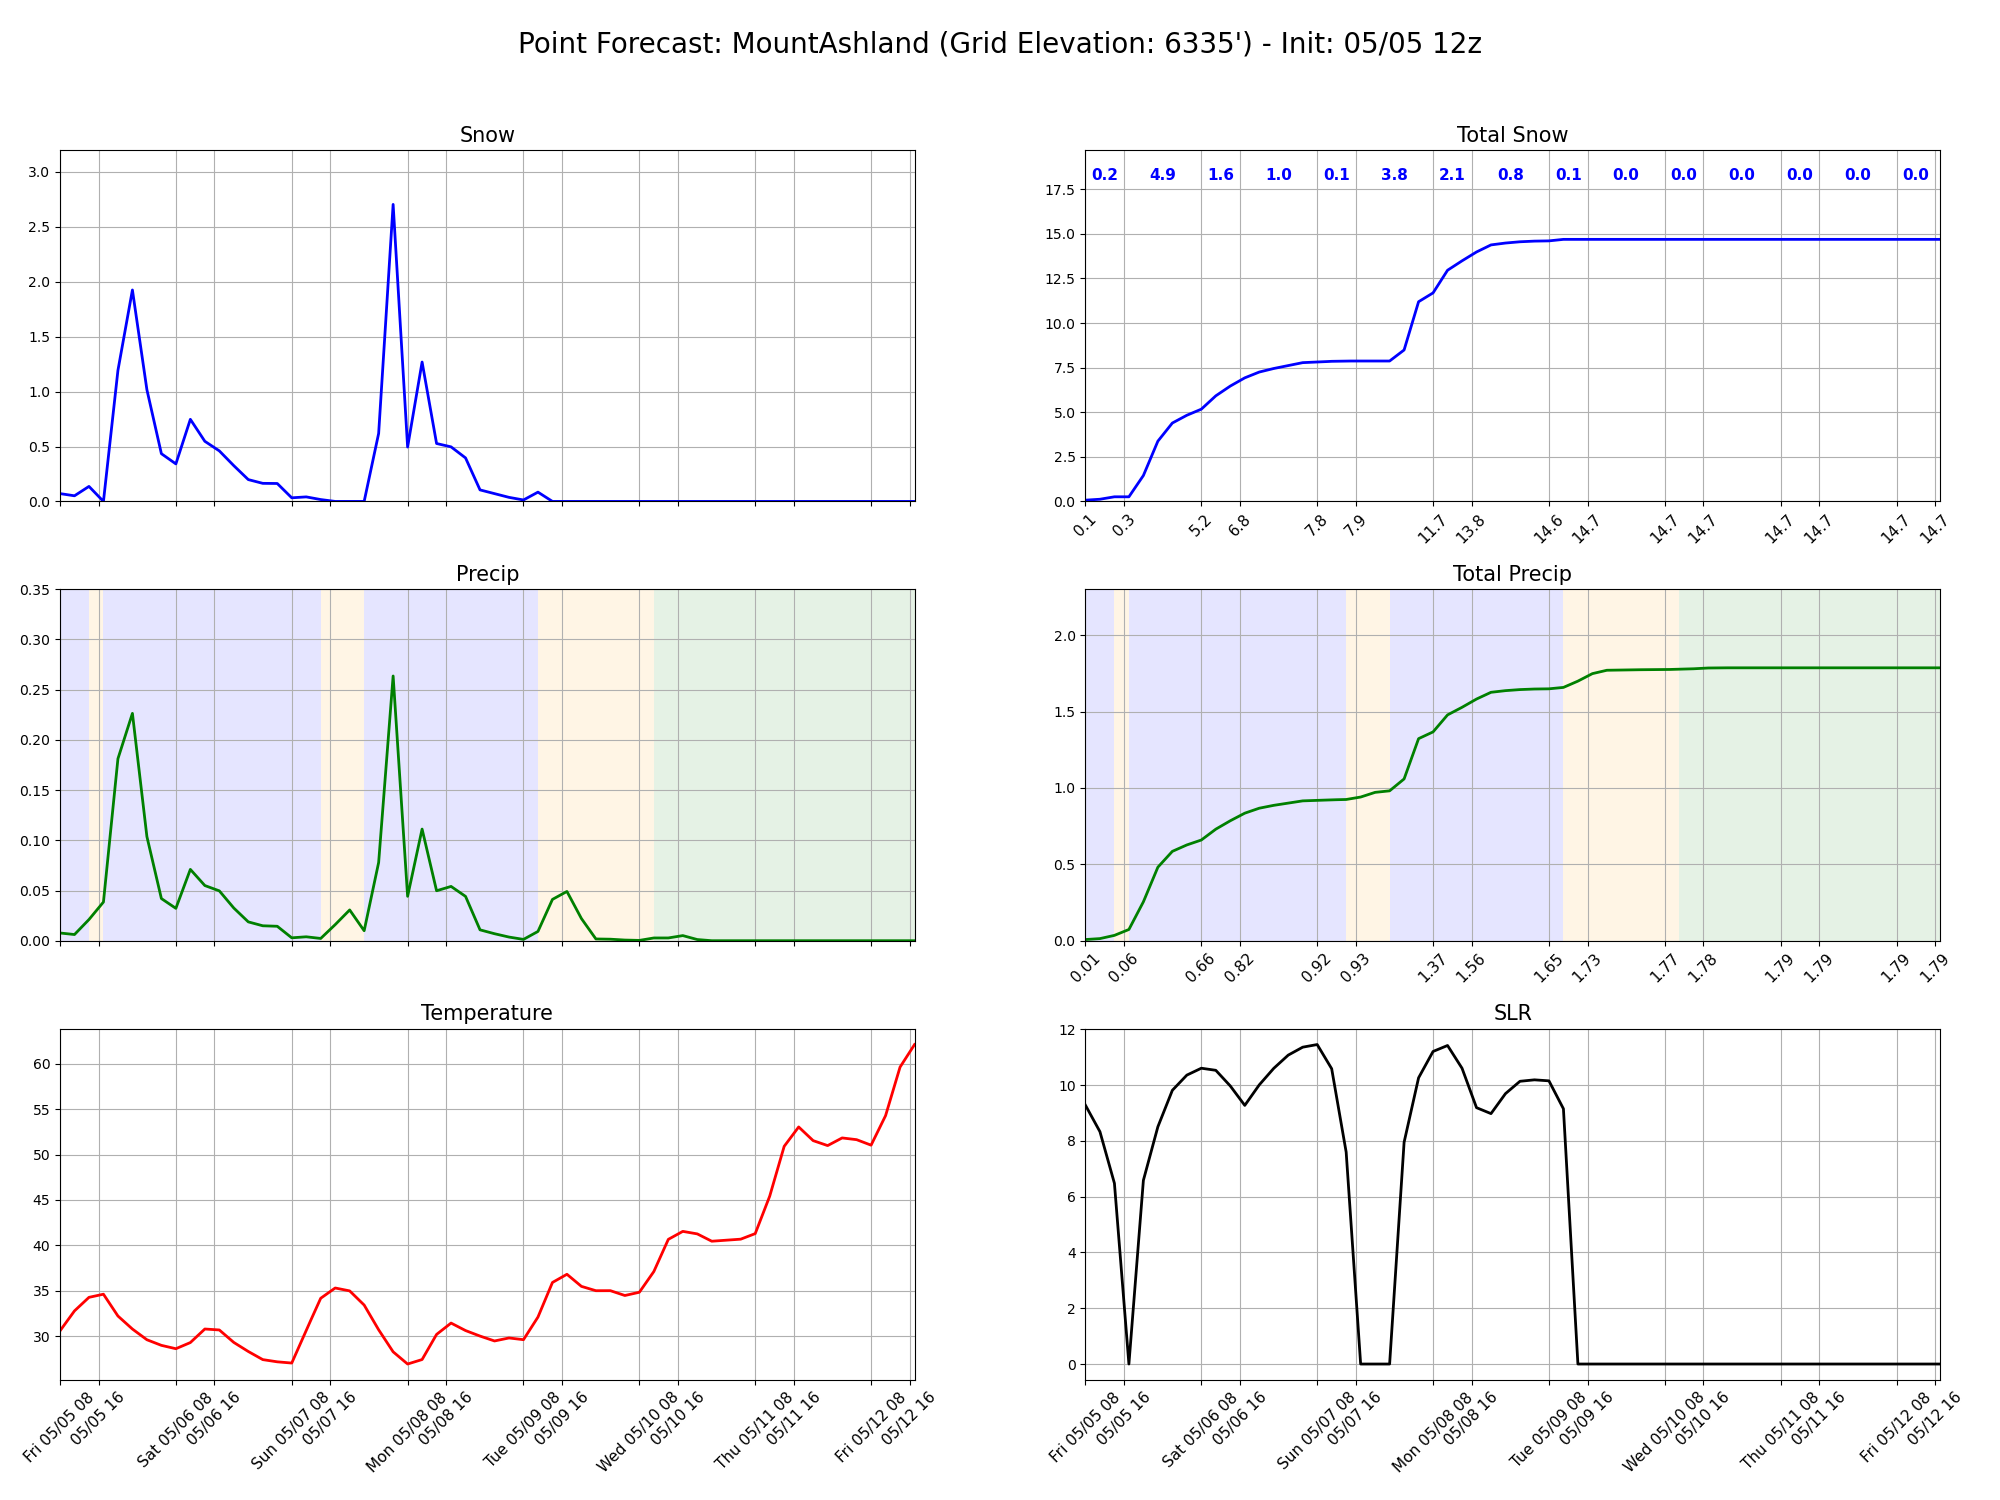 Point Forecast: MountAshland (Grid Elevation: 6335') - Init: 05/05 12z
Snow
3.0
2.5
2.0
1.5
1.0
0.5
0.0
Total Snow
0.2 4.9 1.6 1.0 0.1 3.8 2.1 0.8 0.1 0.0 0.0 0.0 0.0 0.0 0.0
17.5
15.0
12.5
10.0
7.5
5.0
2.5
0.0
0.1 0.3 5.2 6.8 7.8 7.9 11.7 13.8 14.6 14.7 14.7 14.7 14.7 14.7 14.7 14.7
Precip
0.35
0.30
0.25
0.20
0.15
0.10
0.05
0.00
Total Precip
2.0
1.5
1.0
0.5
0.0
0.01 0.06 0.66 0.82 0.92 0.93 1.37 1.56 1.65 1.73 1.77 1.78 1.79 1.79 1.79 1.79
Temperature
60
55
50
45
40
35
30
Fri 05/05 08
05/05 16
Sat 05/06 08
05/06 16
Sun 05/07 08
05/07 16
Mon 05/08 08
05/08 16
Tue 05/09 08
05/09 16
Wed 05/10 08
05/10 16
Thu 05/11 08
05/11 16
Fri 05/12 08
05/12 16
SLR
12
10
8
6
4
2
0
Fri 05/05 08
05/05 16
Sat 05/06 08
05/06 16
Sun 05/07 08
05/07 16
Mon 05/08 08
05/08 16
Tue 05/09 08
05/09 16
Wed 05/10 08
05/10 16
Thu 05/11 08
05/11 16
Fri 05/12 08
05/12 16